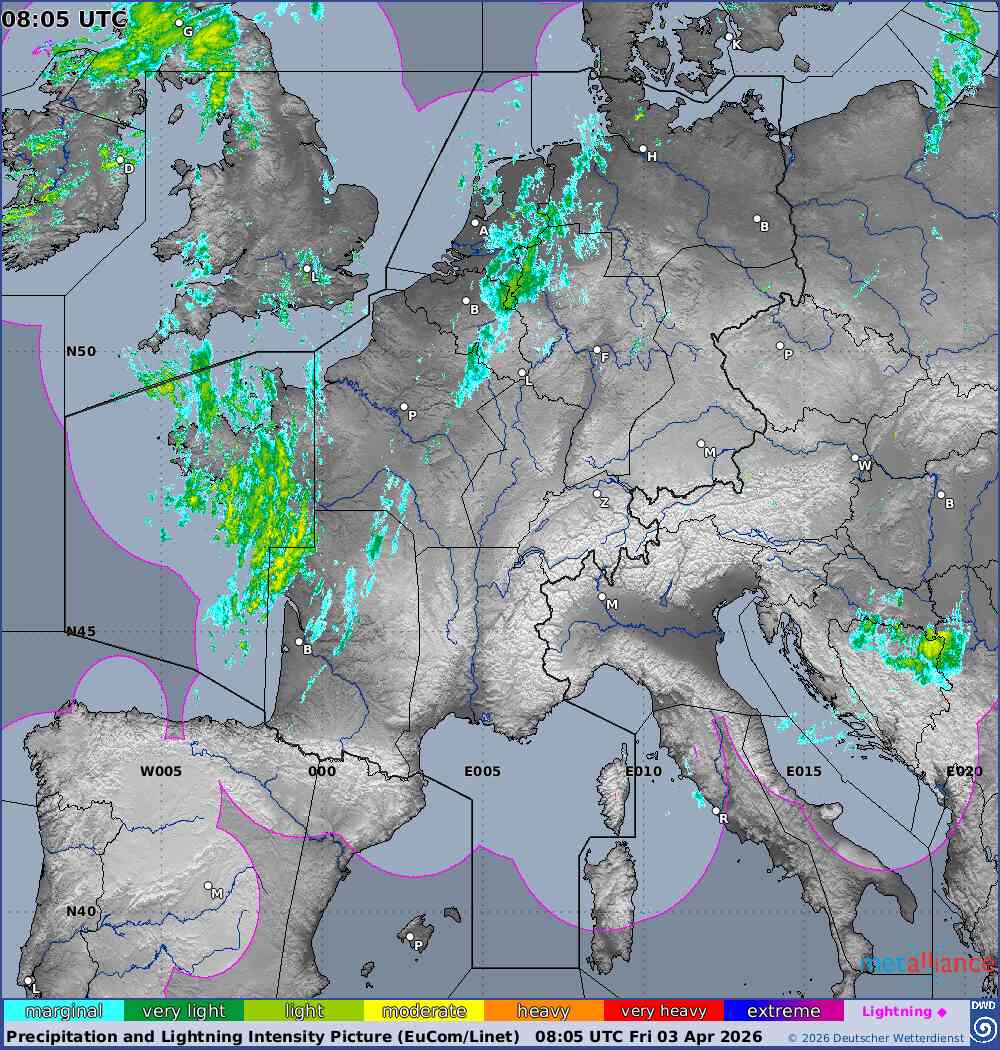 08:05 UTC
G
K
D
H
A
B
L
B
N50
F
P
L
P
M
W
Z
B
M
N45
B
W005
000
E005
E010
E015
E020
R
M
N40
P
L
metalliance
marginal very light light moderate heavy very heavy extreme Lightning ◆
DWD
Precipitation and Lightning Intensity Picture (EuCom/Linet) 08:05 UTC Fri 03 Apr 2026 © 2026 Deutscher Wetterdienst